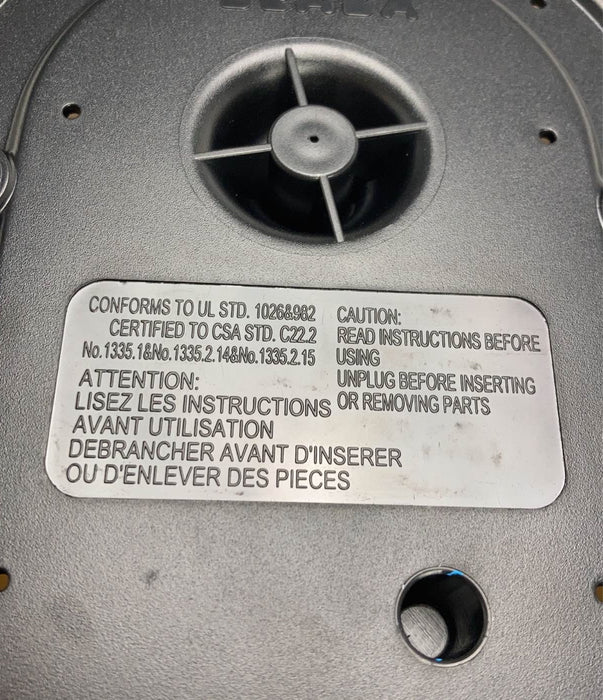 CONFORMS TO UL STD. 1026&982
CERTIFIED TO CSA STD. C22.2
No.1335.1&No.1335.2.14&No.1335.2.15
ATTENTION:
LISEZ LES INSTRUCTIONS
AVANT UTILISATION
DEBRANCHER AVANT D'INSERER
OU D'ENLEVER DES PIECES
CAUTION:
READ INSTRUCTIONS BEFORE
USING
UNPLUG BEFORE INSERTING
OR REMOVING PARTS